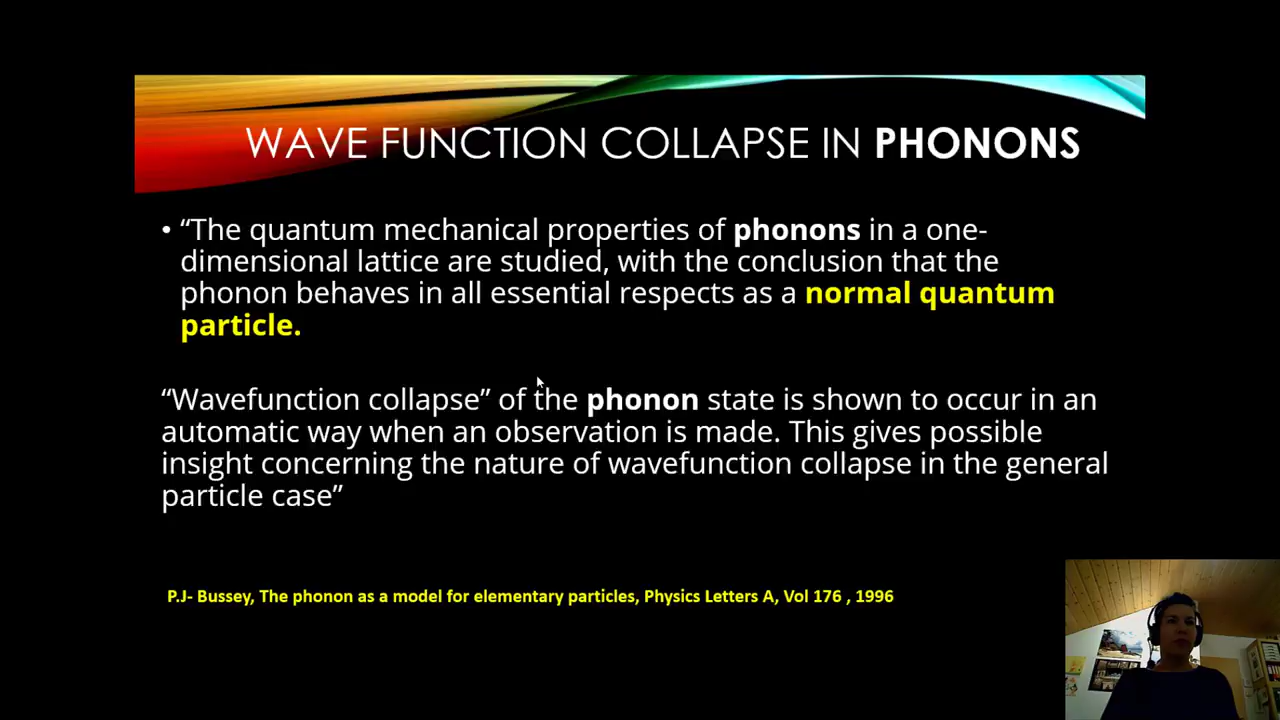 WAVE FUNCTION COLLAPSE IN PHONONS
• “The quantum mechanical properties of phonons in a one-
dimensional lattice are studied, with the conclusion that the
phonon behaves in all essential respects as a normal quantum
particle.
“Wavefunction collapse” of the phonon state is shown to occur in an
automatic way when an observation is made. This gives possible
insight concerning the nature of wavefunction collapse in the general
particle case”
P.J- Bussey, The phonon as a model for elementary particles, Physics Letters A, Vol 176 , 1996